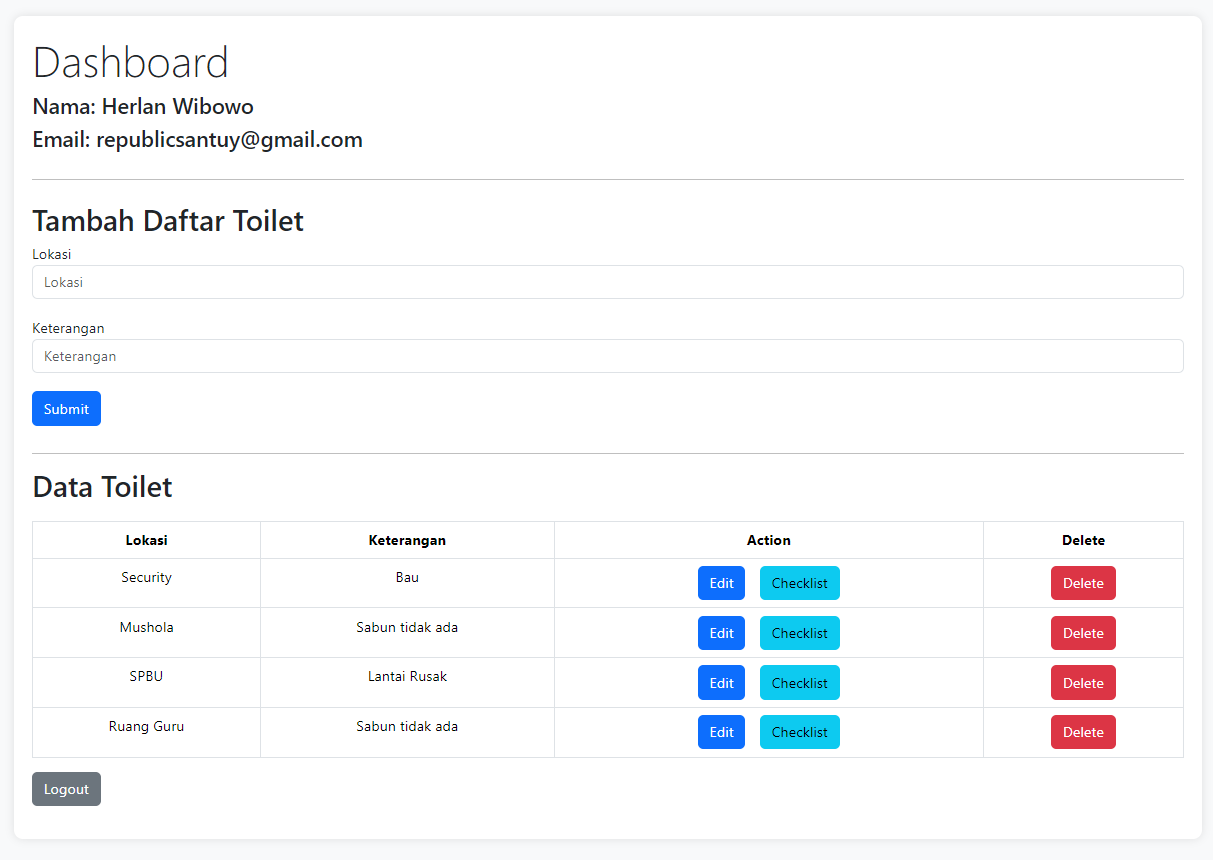 Dashboard
Nama: Herlan Wibowo
Email: republicsantuy@gmail.com
Tambah Daftar Toilet
Lokasi
Lokasi
Keterangan
Keterangan
Submit
Data Toilet
Lokasi Keterangan Action Delete
Security Bau Edit Checklist Delete
Mushola Sabun tidak ada Edit Checklist Delete
SPBU Lantai Rusak Edit Checklist Delete
Ruang Guru Sabun tidak ada Edit Checklist Delete
Logout